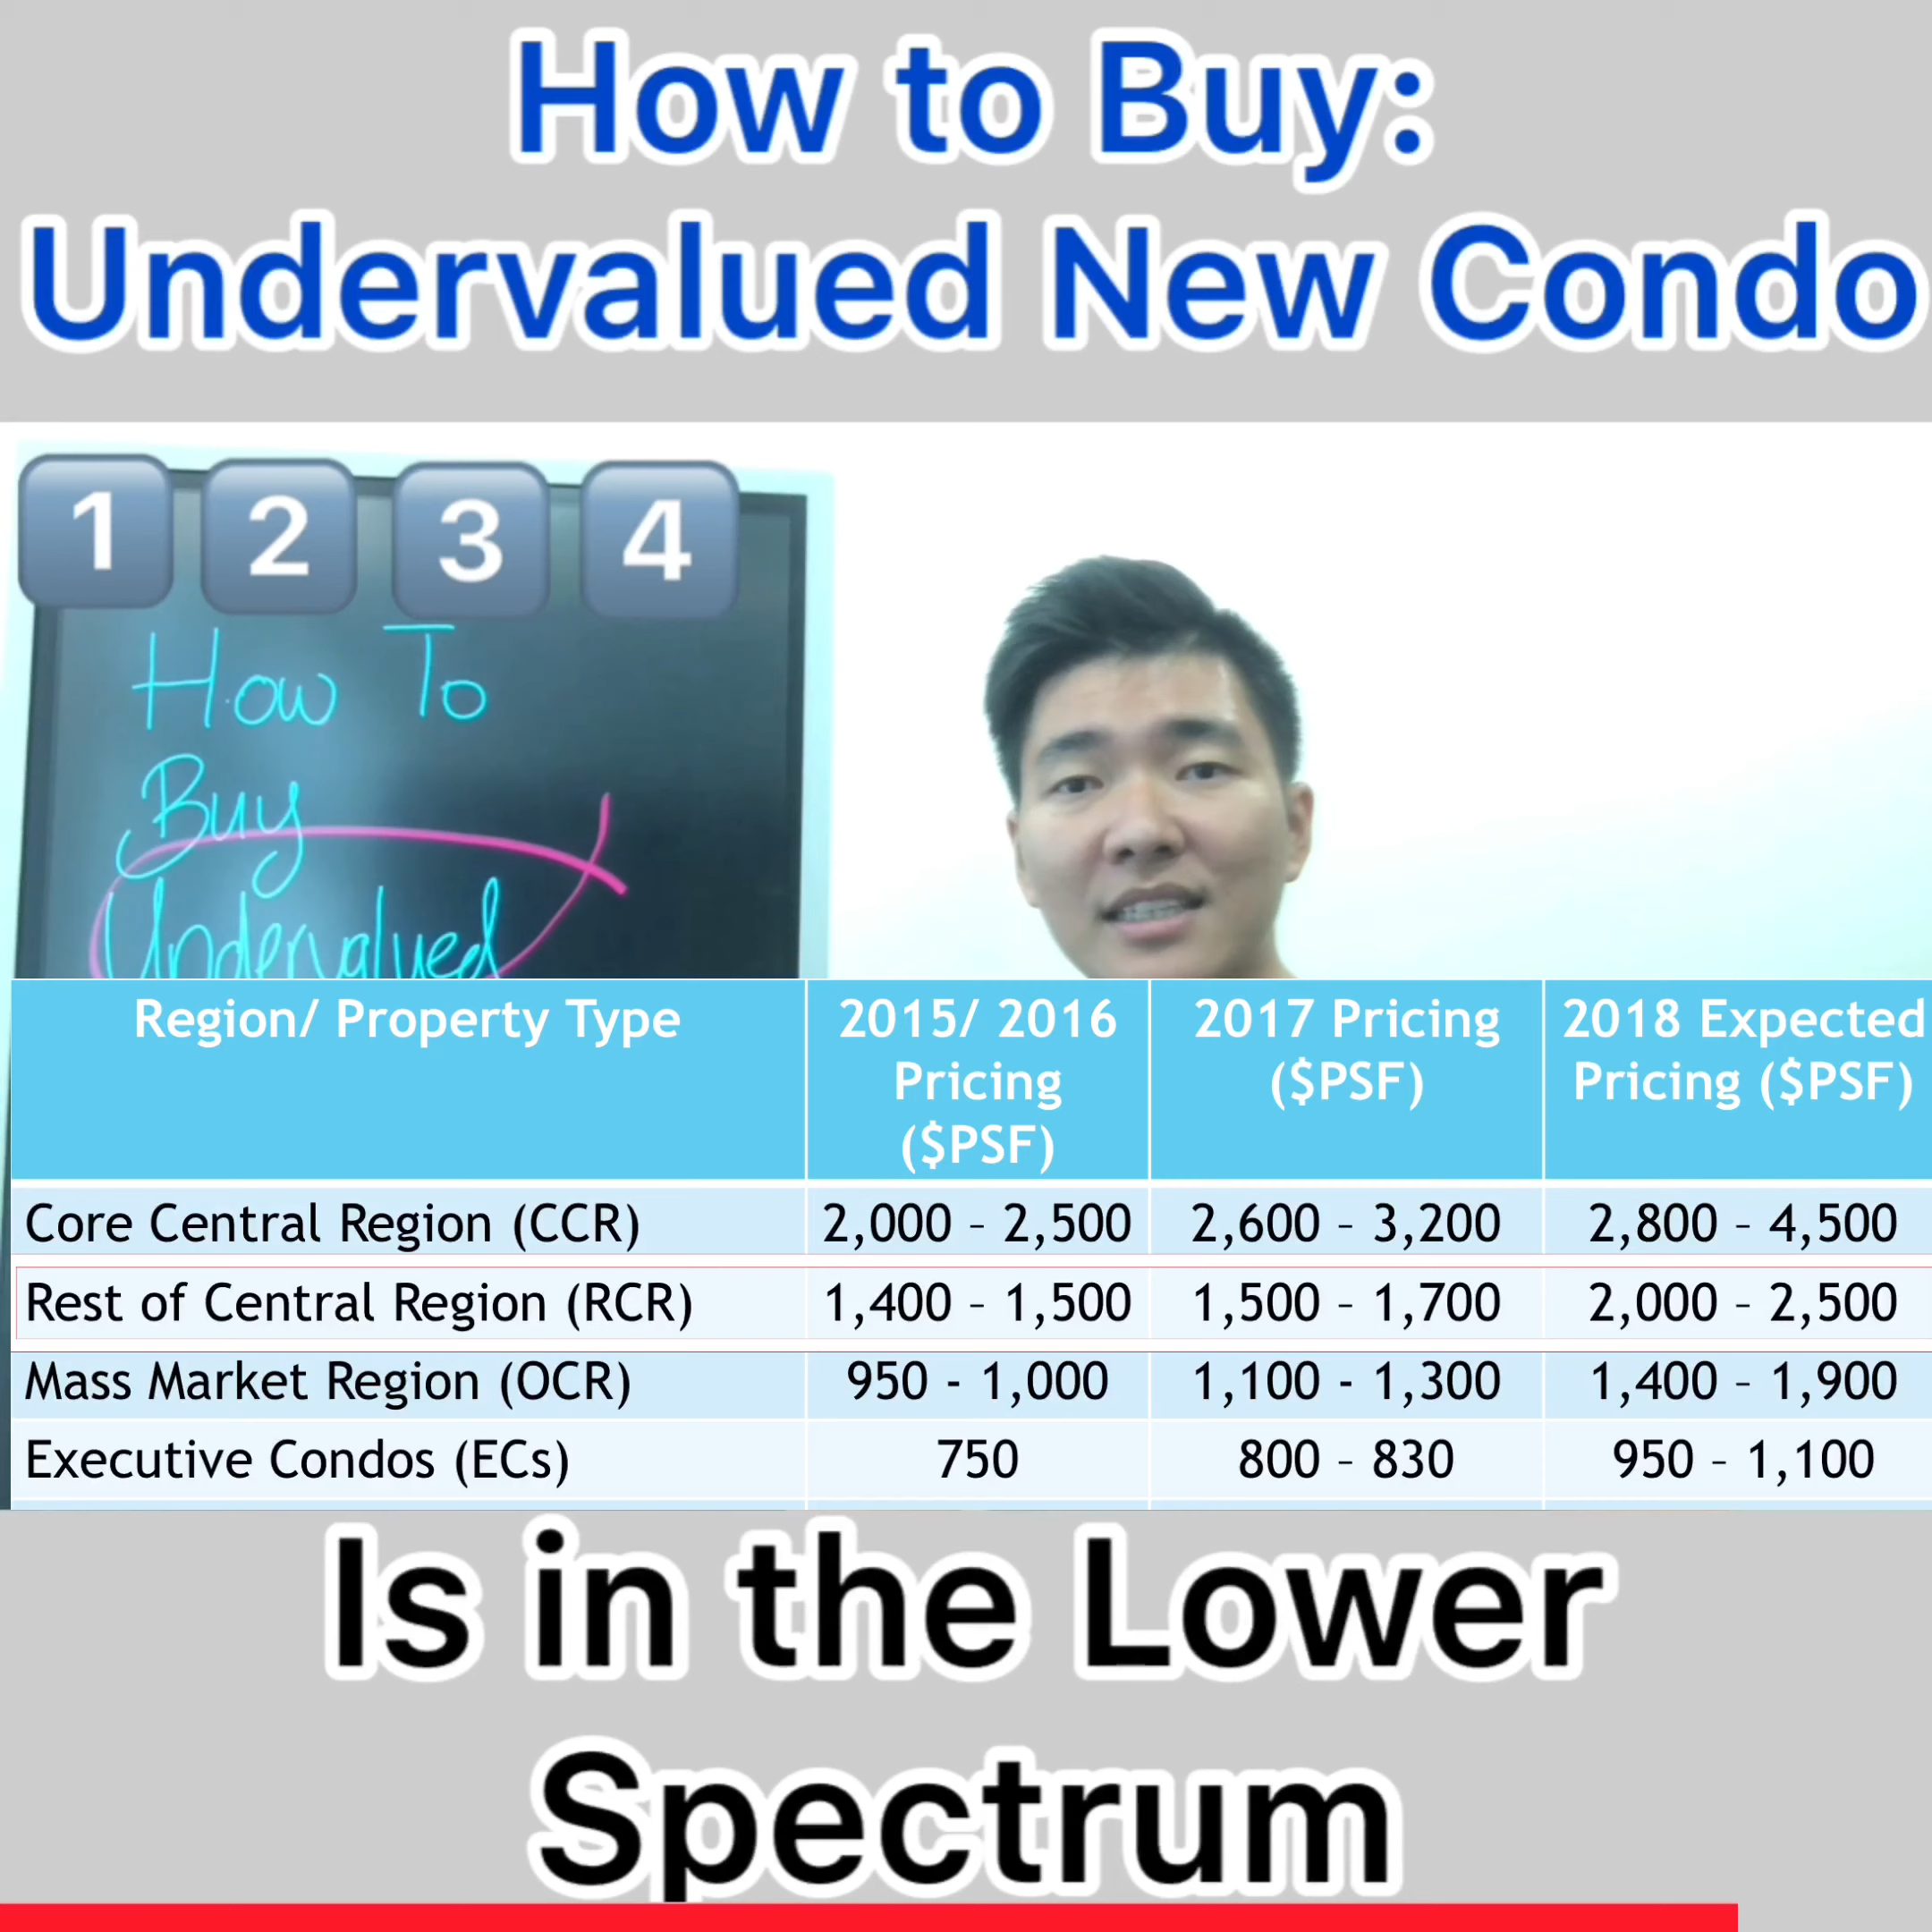 How to Buy:
Undervalued New Condo
1 2 3 4
How To
Buy
Undervalued
Region/ Property Type
2015/ 2016
Pricing
($PSF)
2017 Pricing
($PSF)
2018 Expected
Pricing ($PSF)
Core Central Region (CCR) 2,000 – 2,500 2,600 – 3,200 2,800 – 4,500
Rest of Central Region (RCR) 1,400 – 1,500 1,500 – 1,700 2,000 – 2,500
Mass Market Region (OCR) 950 - 1,000 1,100 - 1,300 1,400 – 1,900
Executive Condos (ECs) 750 800 – 830 950 – 1,100
Is in the Lower
Spectrum